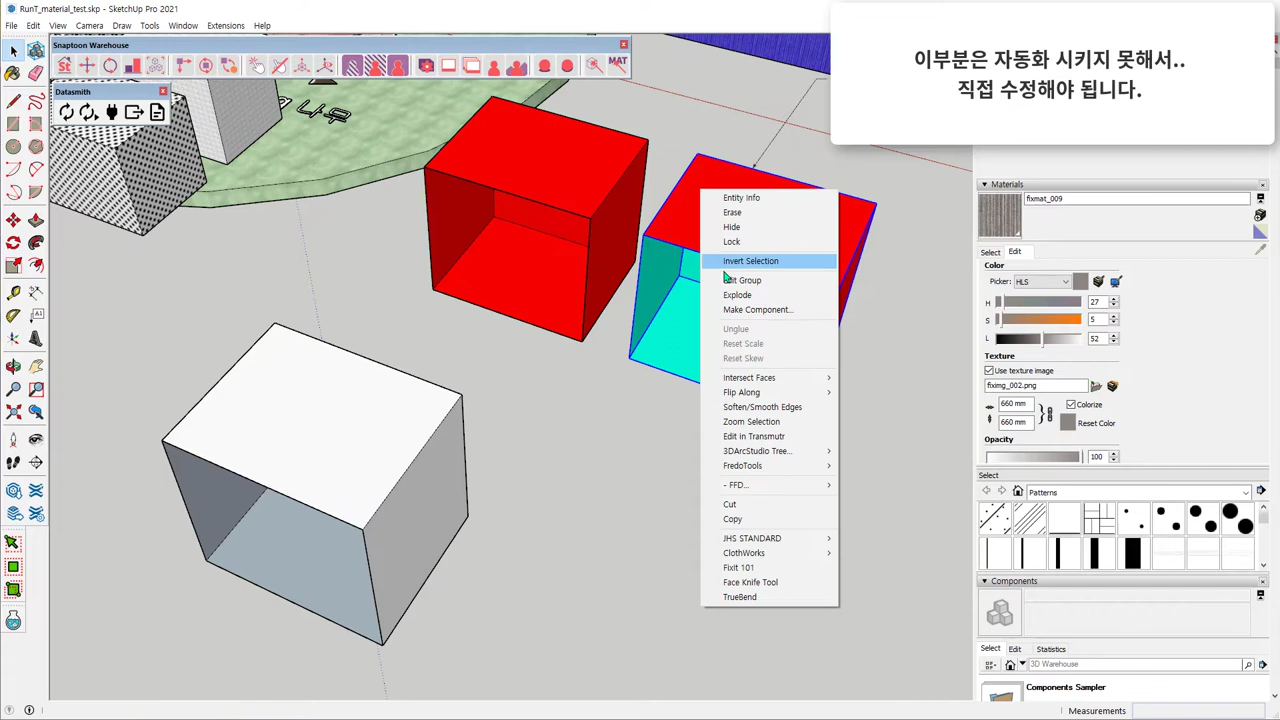 RunT_material_test.skp - SketchUp Pro 2021
File Edit View Camera Draw Tools Window Extensions Help
Snaptoon Warehouse
St MAT
Datasmith
나무
이부분은 자동화 시키지 못해서..
직접 수정해야 됩니다.
Entity Info
Erase
Hide
Lock
Invert Selection
Edit Group
Explode
Make Component...
Unglue
Reset Scale
Reset Skew
Intersect Faces
Flip Along
Soften/Smooth Edges
Zoom Selection
Edit in Transmutr
3DArcStudio Tree...
FredoTools
- FFD...
Cut
Copy
JHS STANDARD
ClothWorks
FixIt 101
Face Knife Tool
TrueBend
Materials
fixmat_009
Select Edit
Color
Picker: HLS
H 27
S 5
L 52
Texture
Use texture image
fiximg_002.png
660 mm Colorize
660 mm Reset Color
Opacity
100
Select
Patterns
Components
Select Edit Statistics
3D Warehouse
Components Sampler
Measurements